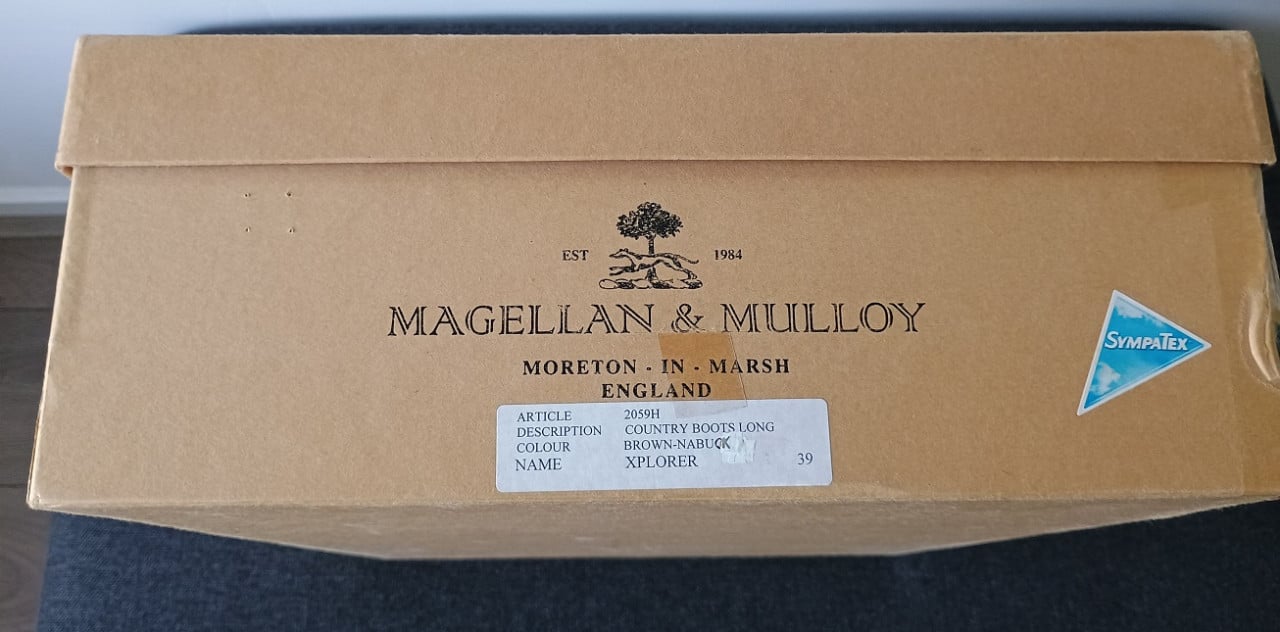 EST 1984
MAGELLAN & MULLOY
MORETON - IN - MARSH
ENGLAND
ARTICLE 2059H
DESCRIPTION COUNTRY BOOTS LONG
COLOUR BROWN-NABUCK
NAME XPLORER 39
SYMPATEX